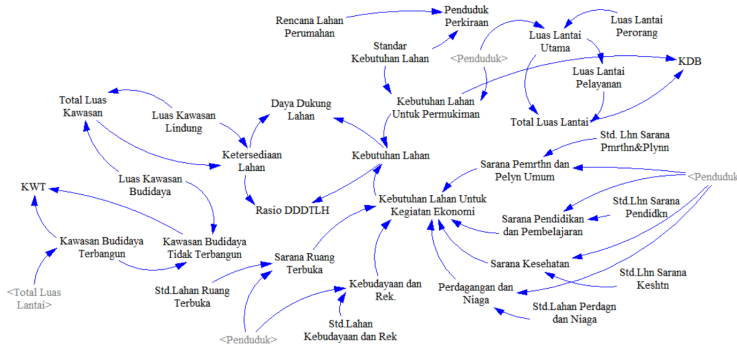 Rencana Lahan
Perumahan
Penduduk
Perkiraan
Standar
Kebutuhan Lahan
<Penduduk>
Luas Lantai
Utama
Luas Lantai
Perorang
Luas Lantai
Pelayanan
KDB
Total Luas
Kawasan
Luas Kawasan
Lindung
Daya Dukung
Lahan
Kebutuhan Lahan
Untuk Permukiman
Total Luas Lantai
Std. Lhn Sarana
Pmrthn&Plynn
Ketersediaan
Lahan
Kebutuhan Lahan
Sarana Pemrthn dan
Pelyn Umum
<Penduduk>
Luas Kawasan
Budidaya
KWT
Rasio DDDTLH
Kebutuhan Lahan Untuk
Kegiatan Ekonomi
Std.Lhn Sarana
Pendidkn
Sarana Pendidikan
dan Pembelajaran
Kawasan Budidaya
Terbangun
Kawasan Budidaya
Tidak Terbangun
Sarana Ruang
Terbuka
Sarana Kesehatan
Std.Lhn Sarana
Keshtn
<Total Luas
Lantai>
Std.Lahan Ruang
Terbuka
Kebudayaan dan
Rek.
Perdagangan dan
Niaga
Std.Lahan Perdagn
dan Niaga
<Penduduk>
Std.Lahan
Kebudayaan dan Rek